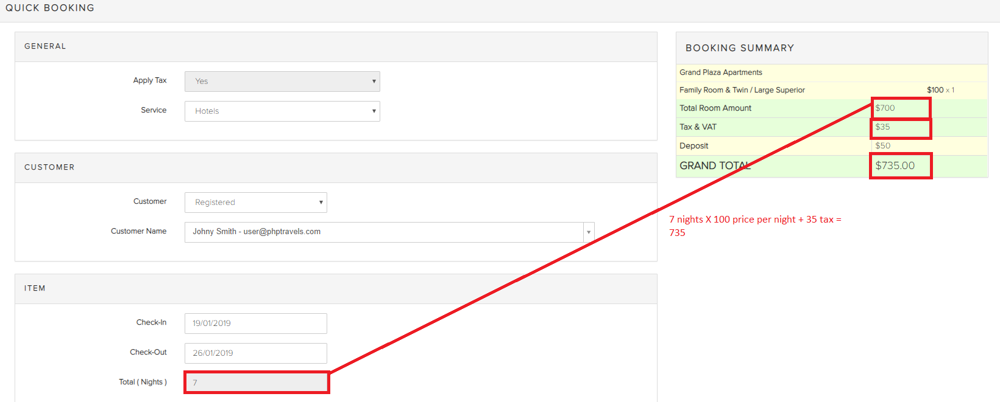 QUICK BOOKING
GENERAL
Apply Tax Yes
Service Hotels
CUSTOMER
Customer Registered
Customer Name Johny Smith - user@phptravels.com
ITEM
Check-In 19/01/2019
Check-Out 26/01/2019
Total ( Nights ) 7
BOOKING SUMMARY
Grand Plaza Apartments
Family Room & Twin / Large Superior $100 x 1
Total Room Amount $700
Tax & VAT $35
Deposit $50
GRAND TOTAL $735.00
7 nights X 100 price per night + 35 tax =
735